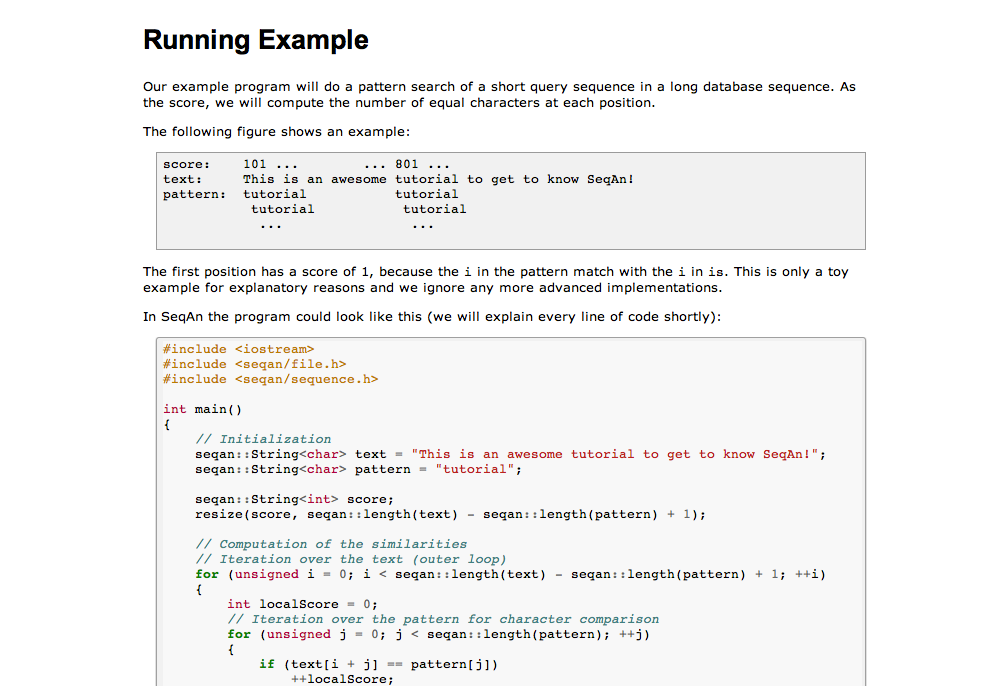 Running Example
Our example program will do a pattern search of a short query sequence in a long database sequence. As
the score, we will compute the number of equal characters at each position.
The following figure shows an example:
score:    101 ...        ... 801 ...
text:     This is an awesome tutorial to get to know SeqAn!
pattern:  tutorial           tutorial
           tutorial           tutorial
            ...                ...
The first position has a score of 1, because the i in the pattern match with the i in is. This is only a toy
example for explanatory reasons and we ignore any more advanced implementations.
In SeqAn the program could look like this (we will explain every line of code shortly):
#include <iostream>
#include <seqan/file.h>
#include <seqan/sequence.h>
int main()
{
    // Initialization
    seqan::String<char> text = "This is an awesome tutorial to get to know SeqAn!";
    seqan::String<char> pattern = "tutorial";
    seqan::String<int> score;
    resize(score, seqan::length(text) - seqan::length(pattern) + 1);
    // Computation of the similarities
    // Iteration over the text (outer loop)
    for (unsigned i = 0; i < seqan::length(text) - seqan::length(pattern) + 1; ++i)
    {
        int localScore = 0;
        // Iteration over the pattern for character comparison
        for (unsigned j = 0; j < seqan::length(pattern); ++j)
        {
            if (text[i + j] == pattern[j])
                ++localScore;